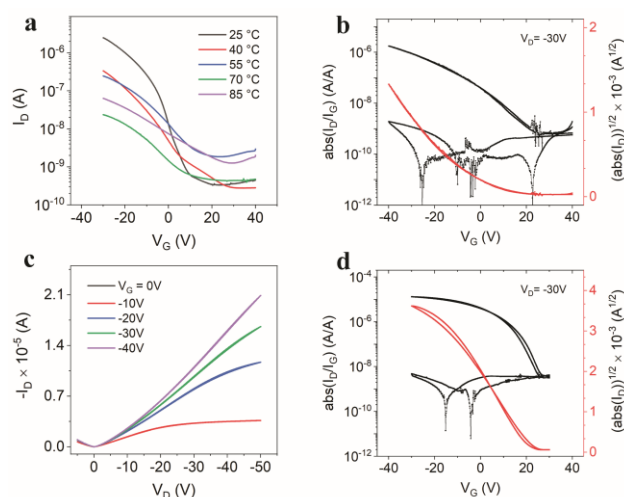 a
25 °C
40 °C
55 °C
70 °C
85 °C
10⁻⁶
10⁻⁷
10⁻⁸
10⁻⁹
10⁻¹⁰
I_D (A)
-40 -20 0 20 40
V_G (V)
b
V_D= -30V
10⁻⁶
10⁻⁸
10⁻¹⁰
10⁻¹²
abs(I_D/I_G) (A/A)
2
1
0
(abs(I_D))^1/2 × 10⁻³ (A^1/2)
-40 -20 0 20 40
V_G (V)
c
V_G = 0V
-10V
-20V
-30V
-40V
2.1
1.4
0.7
0.0
-I_D × 10⁻⁵ (A)
0 -10 -20 -30 -40 -50
V_D (V)
d
V_D= -30V
10⁻⁴
10⁻⁶
10⁻⁸
10⁻¹⁰
10⁻¹²
abs(I_D/I_G) (A/A)
4
3
2
1
0
(abs(I_D))^1/2 × 10⁻³ (A^1/2)
-40 -20 0 20 40
V_G (V)